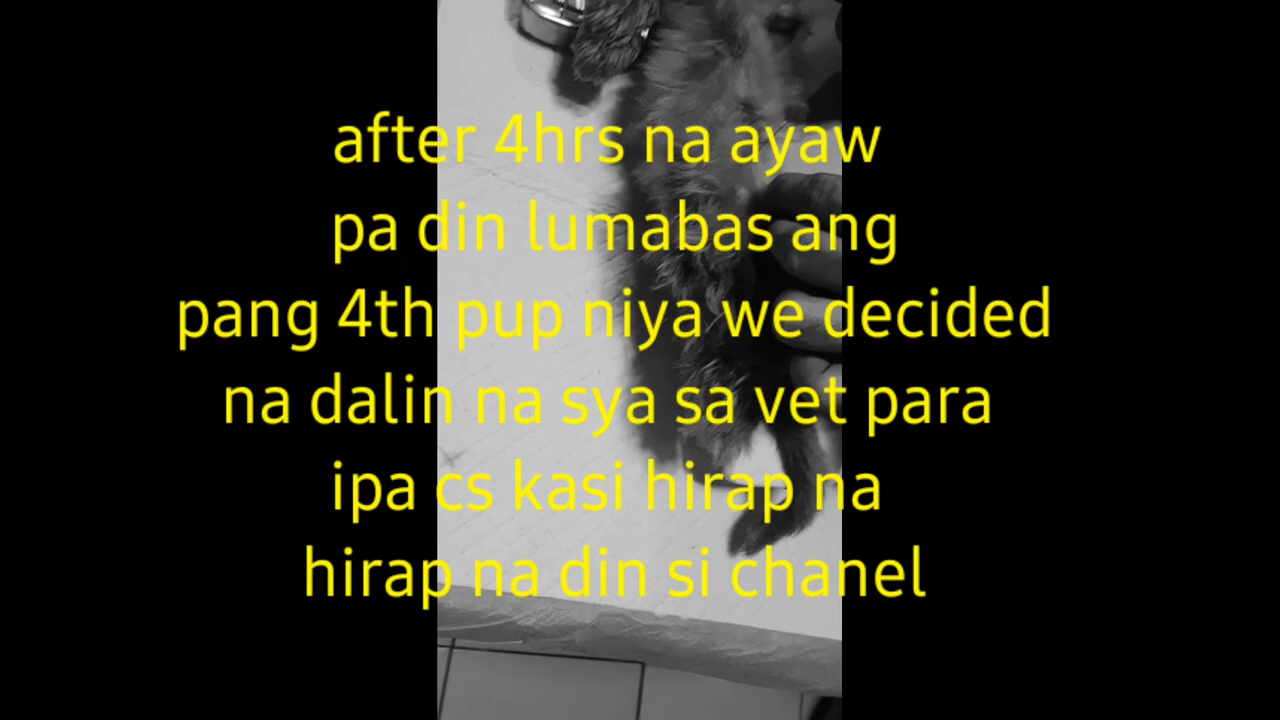 after 4hrs na ayaw
pa din lumabas ang
pang 4th pup niya we decided
na dalin na sya sa vet para
ipa cs kasi hirap na
hirap na din si chanel